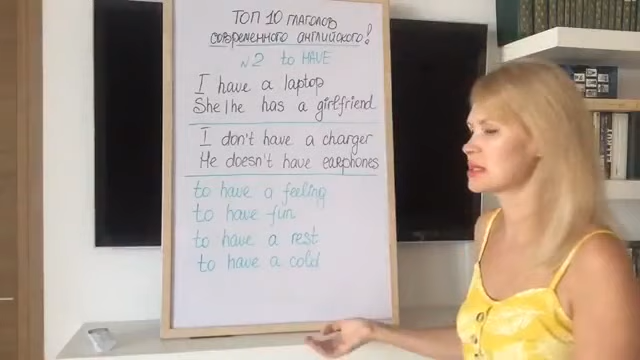 ТОП 10 ГЛАГОЛОВ
СОВРЕМЕННОГО АНГЛИЙСКОГО!
№2 to HAVE
I have a laptop
She|he has a girlfriend
I don't have a charger
He doesn't have earphones
to have a feeling
to have fun
to have a rest
to have a cold